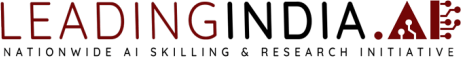 LEADINGINDIA.AI
NATIONWIDE AI SKILLING & RESEARCH INITIATIVE